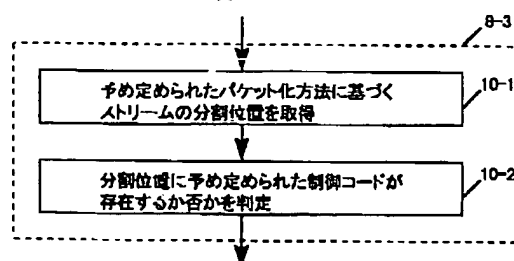 8-3
予め定められたパケット化方法に基づく
ストリームの分割位置を取得
10-1
分割位置に予め定められた制御コードが
存在するか否かを判定
10-2